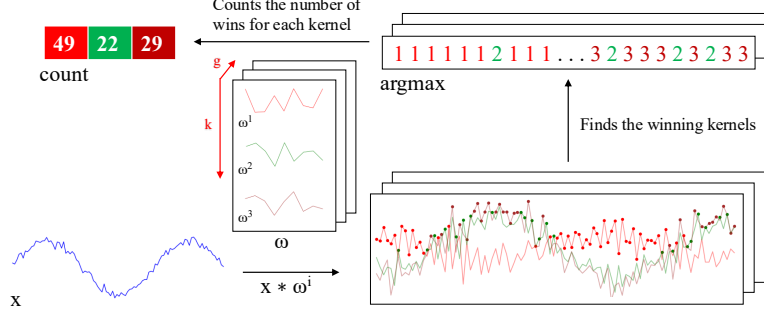 Counts the number of
wins for each kernel
49 22 29
count
1 1 1 1 1 1 2 1 1 1 ... 3 2 3 3 3 2 3 2 3 3
argmax
g
k
ω¹
ω²
ω³
ω
Finds the winning kernels
x
x * ωⁱ